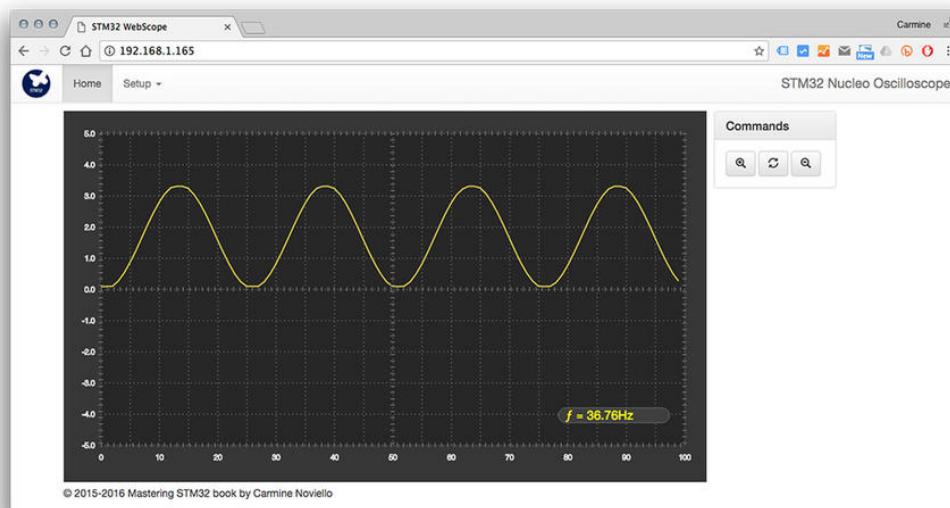 STM32 WebScope
Carmine
192.168.1.165
New
STM32
Home
Setup
STM32 Nucleo Oscilloscope
Commands
5.0
4.0
3.0
2.0
1.0
0.0
-1.0
-2.0
-3.0
-4.0
-5.0
ƒ = 36.76Hz
0 10 20 30 40 50 60 70 80 90 100
© 2015-2016 Mastering STM32 book by Carmine Noviello